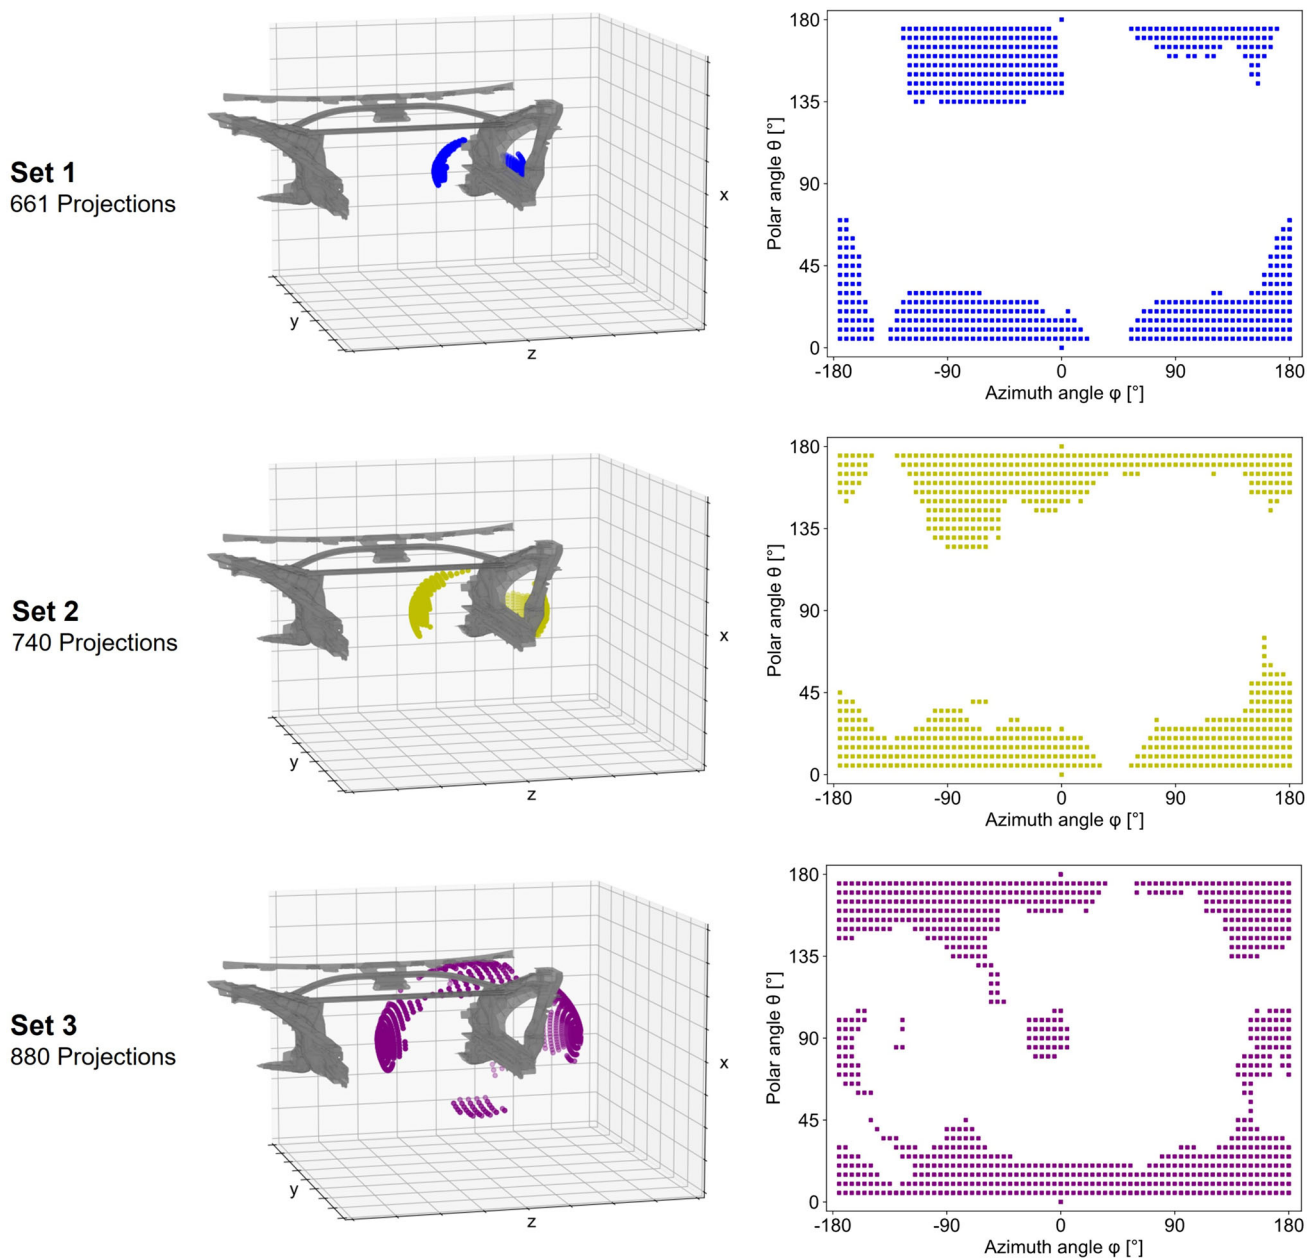 Set 1
661 Projections
x
y
z
180
135
90
45
0
Polar angle θ [°]
-180 -90 0 90 180
Azimuth angle φ [°]
Set 2
740 Projections
x
y
z
180
135
90
45
0
Polar angle θ [°]
-180 -90 0 90 180
Azimuth angle φ [°]
Set 3
880 Projections
x
y
z
180
135
90
45
0
Polar angle θ [°]
-180 -90 0 90 180
Azimuth angle φ [°]